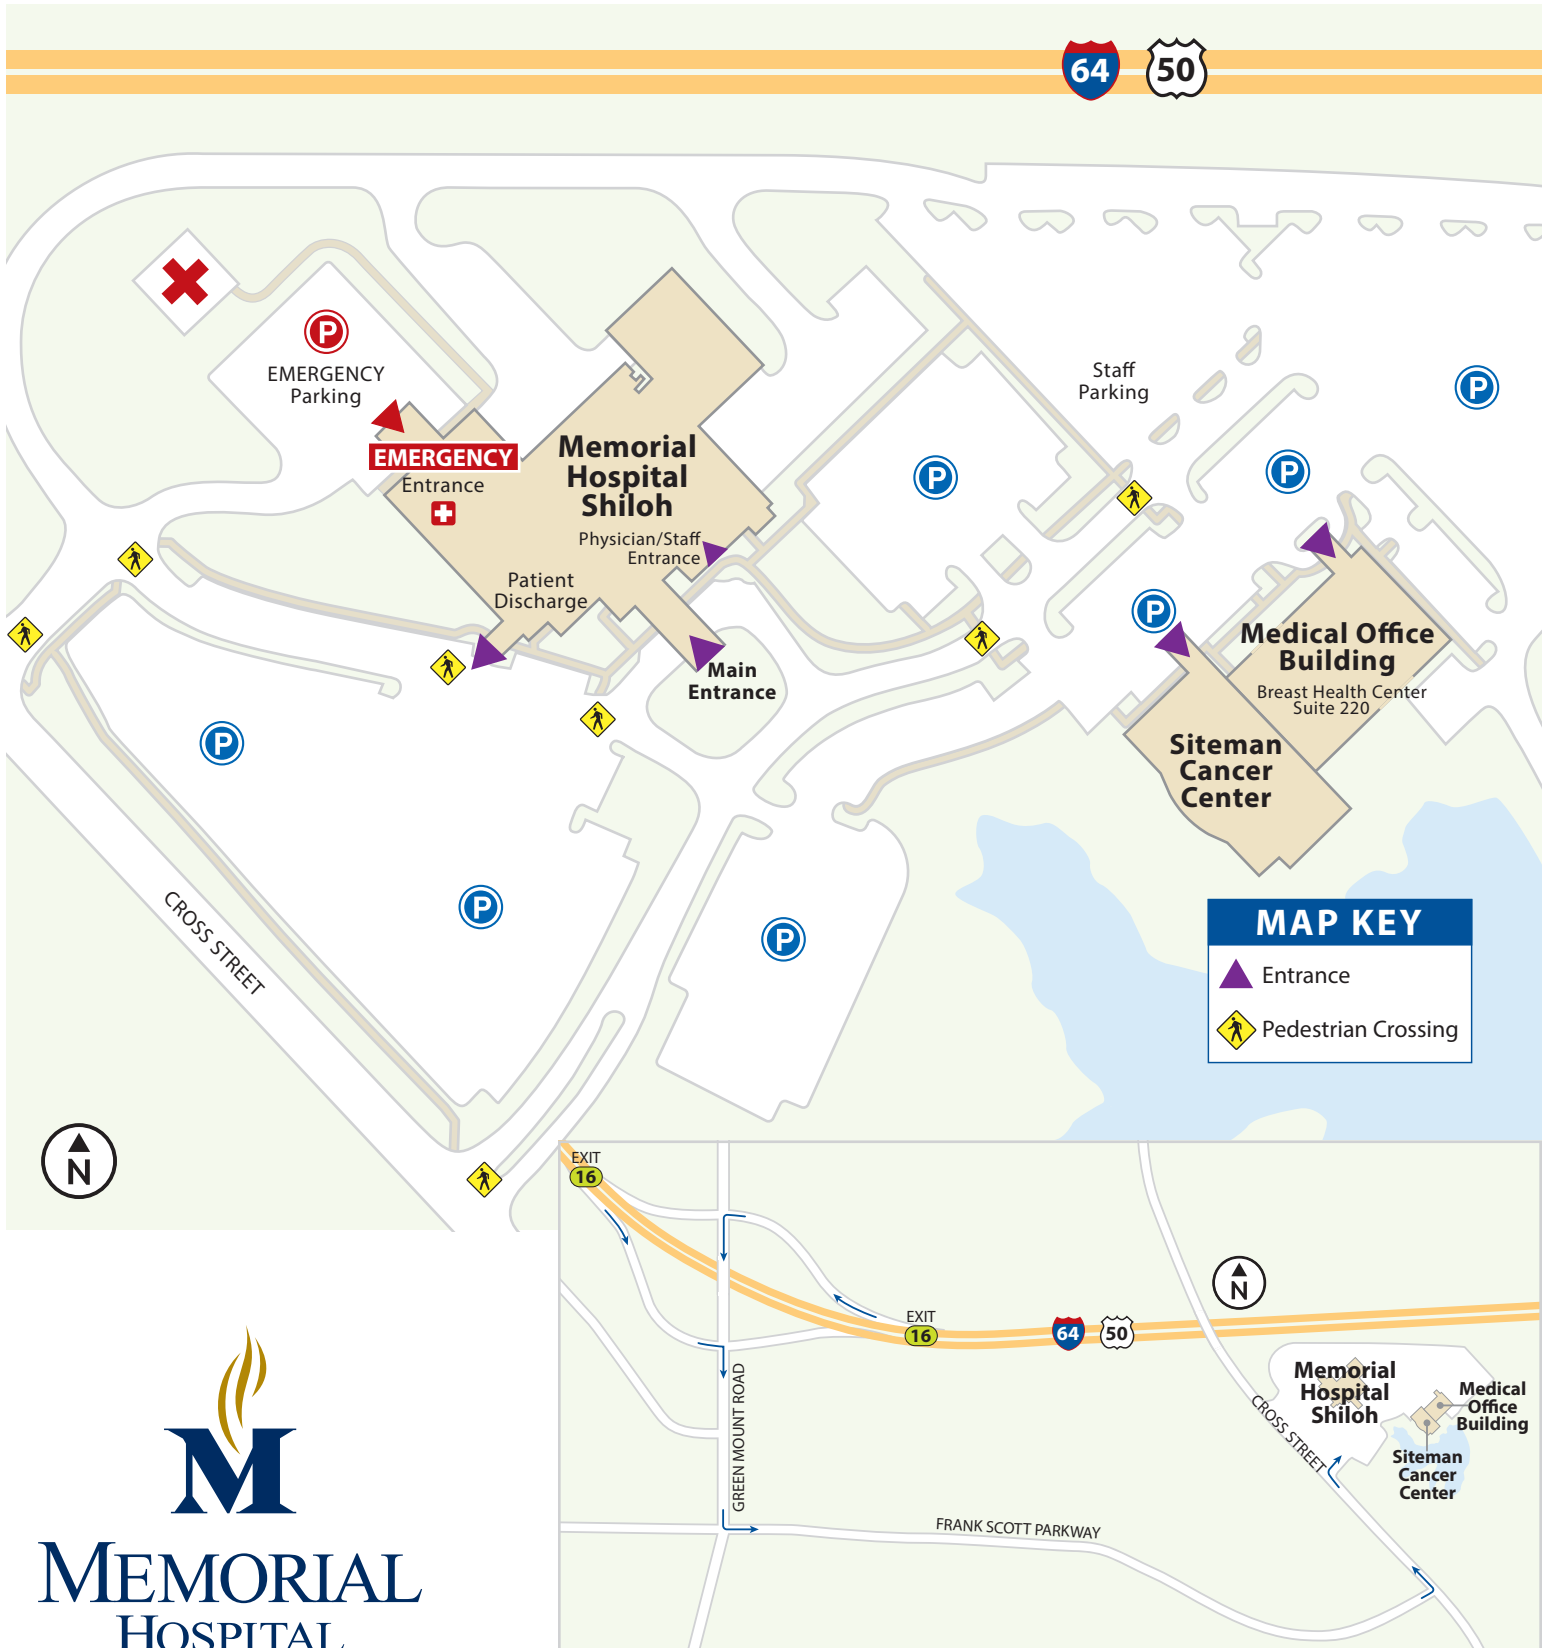 64 50
P
EMERGENCY
Parking
EMERGENCY
Entrance
Memorial
Hospital
Shiloh
Physician/Staff
Entrance
Patient
Discharge
Main
Entrance
Staff
Parking
P
P
P
P
Medical Office
Building
Breast Health Center
Suite 220
Siteman
Cancer
Center
P
P
P
CROSS STREET
MAP KEY
Entrance
Pedestrian Crossing
N
EXIT
16
EXIT
16
64 50
N
GREEN MOUNT ROAD
FRANK SCOTT PARKWAY
CROSS STREET
Memorial
Hospital
Shiloh
Medical
Office
Building
Siteman
Cancer
Center
M
MEMORIAL
HOSPITAL